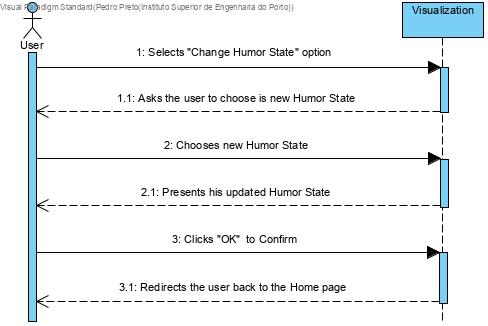 Visual Paradigm Standard(Pedro Preto(Instituto Superior de Engenharia do Porto))
Visualization
User
1: Selects "Change Humor State" option
1.1: Asks the user to choose is new Humor State
2: Chooses new Humor State
2.1: Presents his updated Humor State
3: Clicks "OK" to Confirm
3.1: Redirects the user back to the Home page